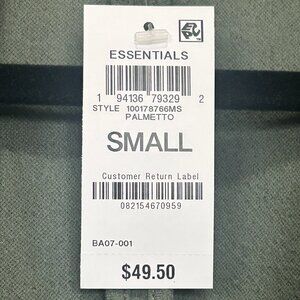 ESSENTIALS
1 94136 79329 2
STYLE 100178766MS
PALMETTO
SMALL
Customer Return Label
082154670959
BA07-001
$49.50